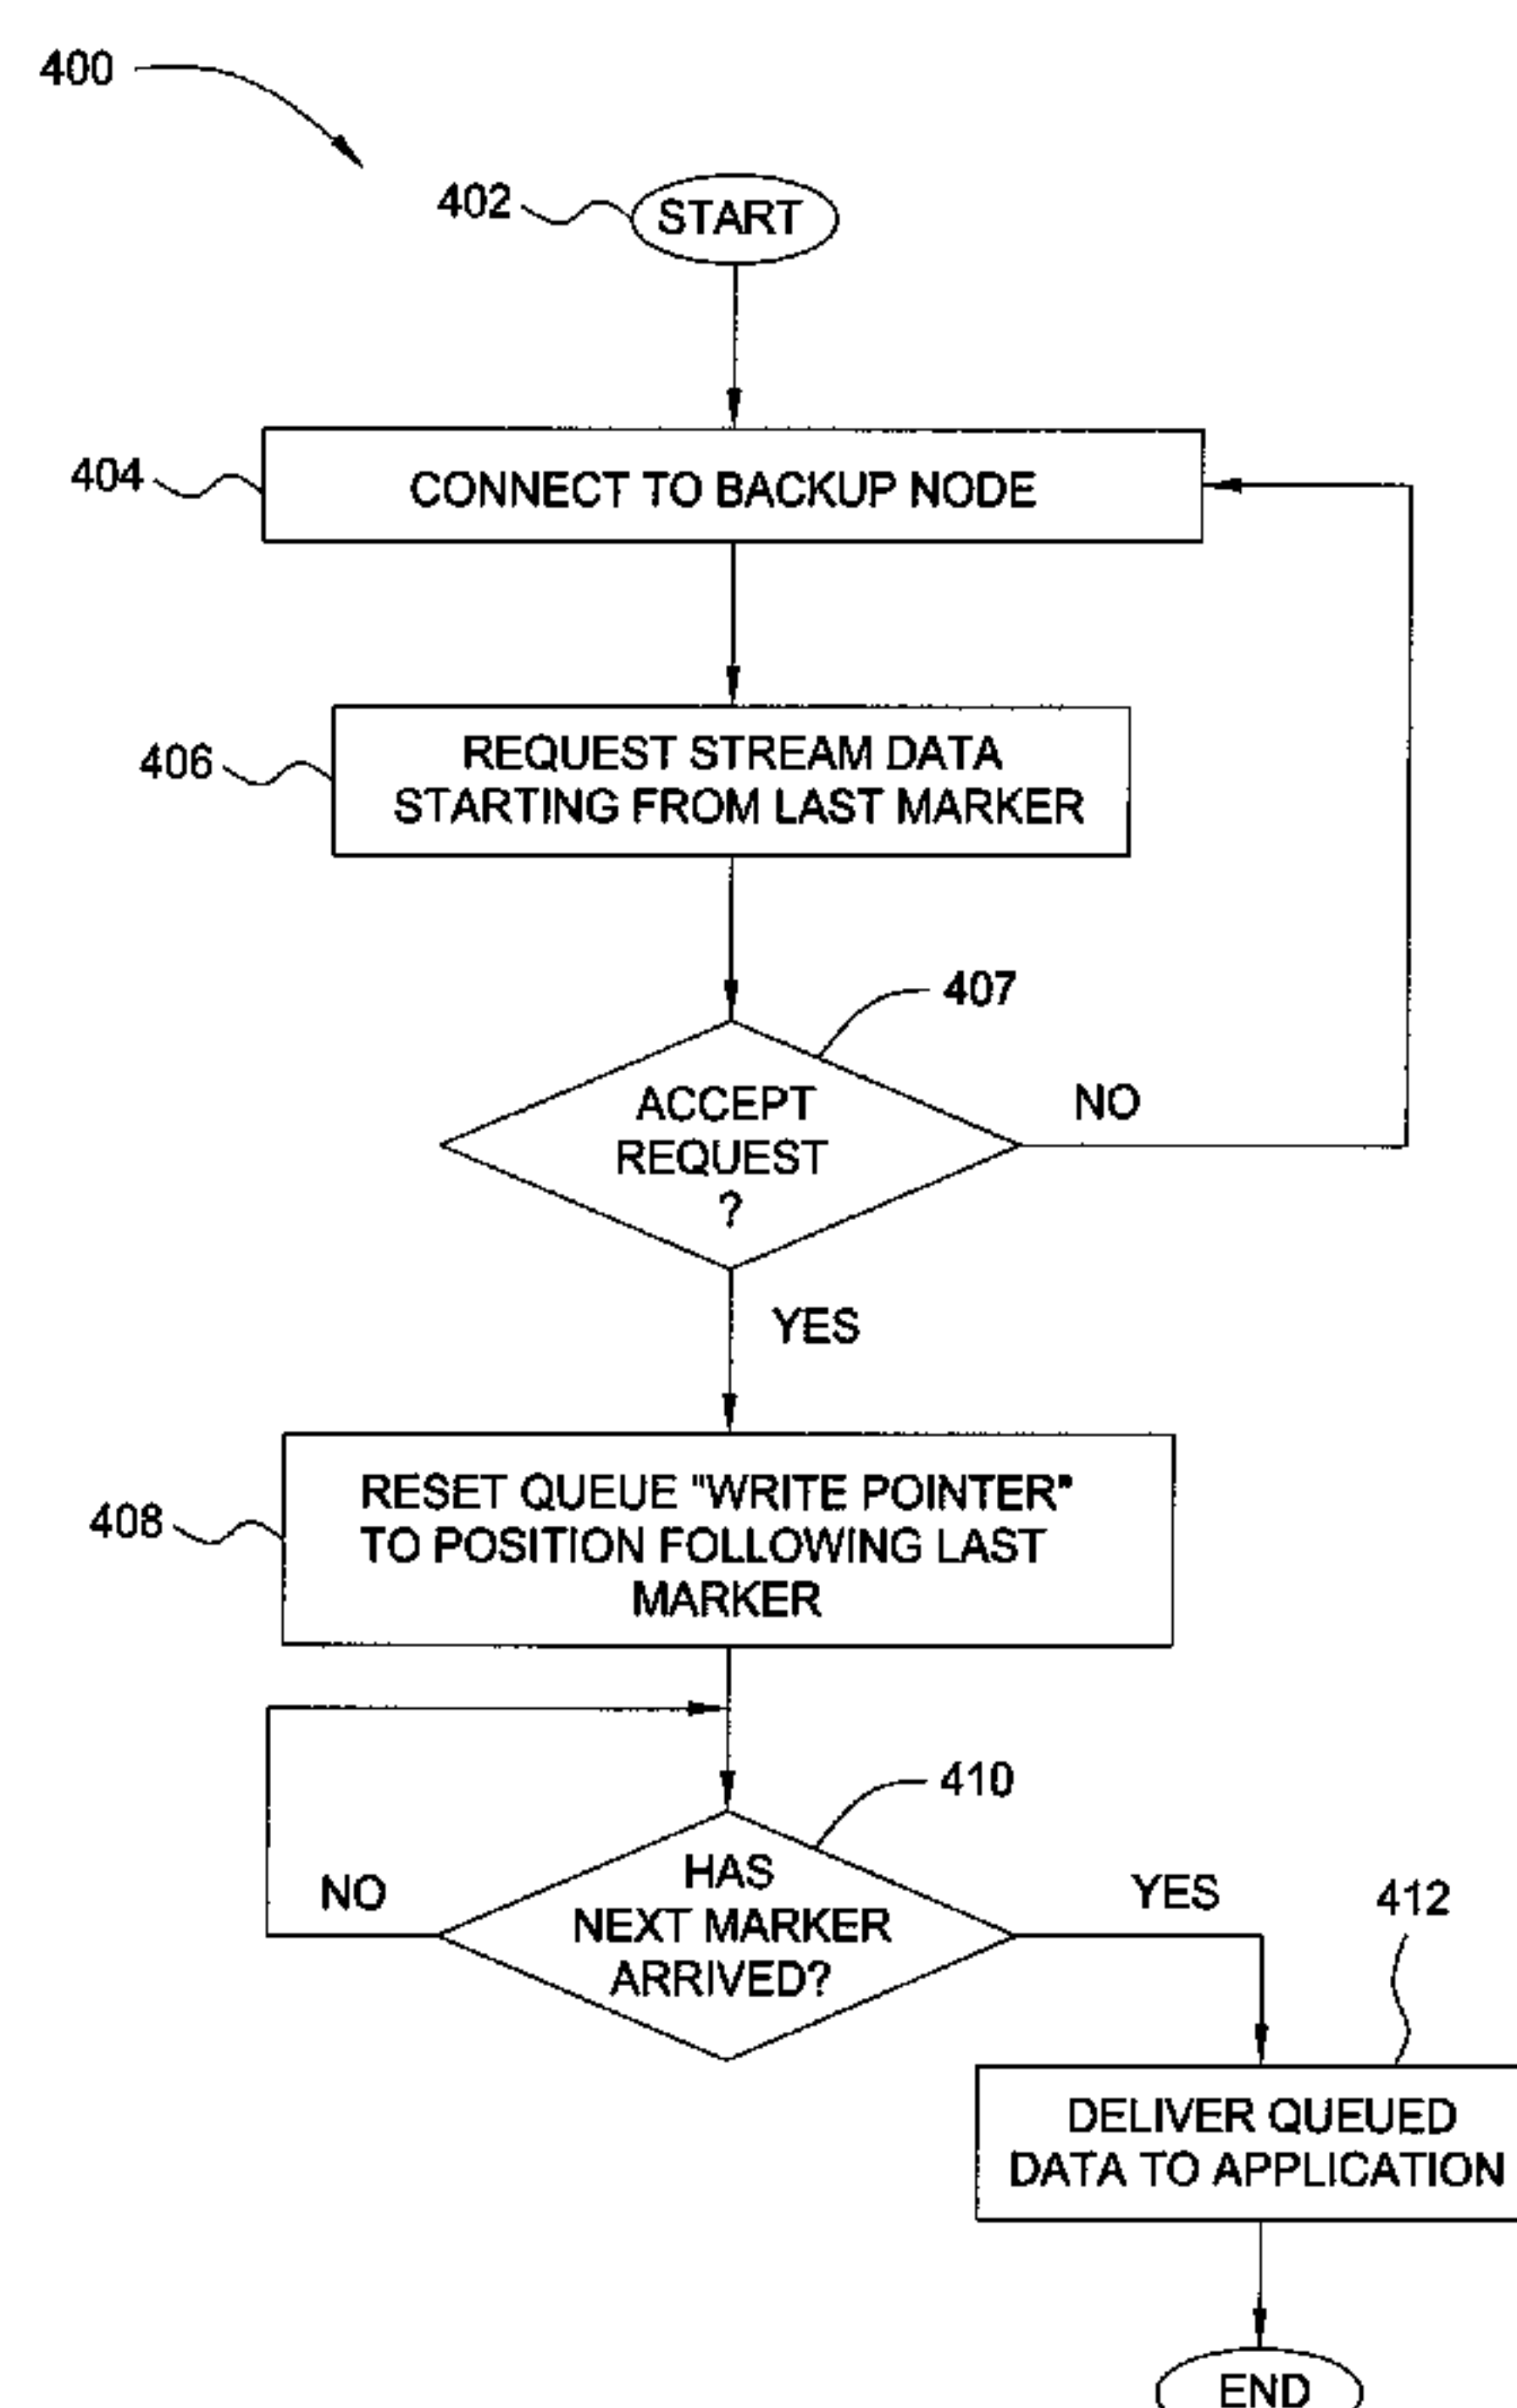 400
402
START
404
CONNECT TO BACKUP NODE
406
REQUEST STREAM DATA
STARTING FROM LAST MARKER
407
ACCEPT
REQUEST
?
NO
YES
408
RESET QUEUE "WRITE POINTER"
TO POSITION FOLLOWING LAST
MARKER
410
HAS
NEXT MARKER
ARRIVED?
NO
YES
412
DELIVER QUEUED
DATA TO APPLICATION
END